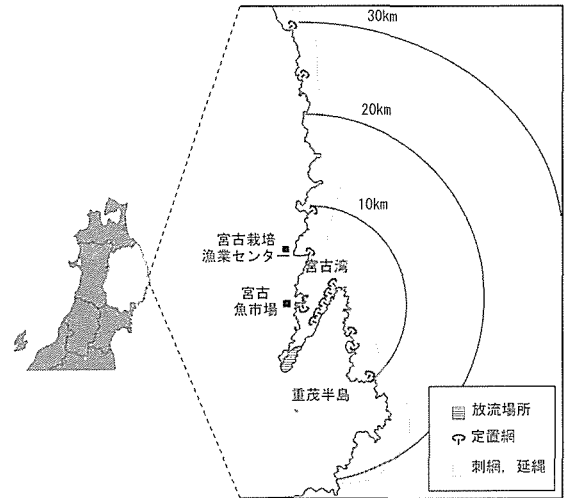 30km
20km
10km
宮古栽培
漁業センター
宮古湾
宮古
魚市場
重茂半島
放流場所
定置網
刺網，延縄